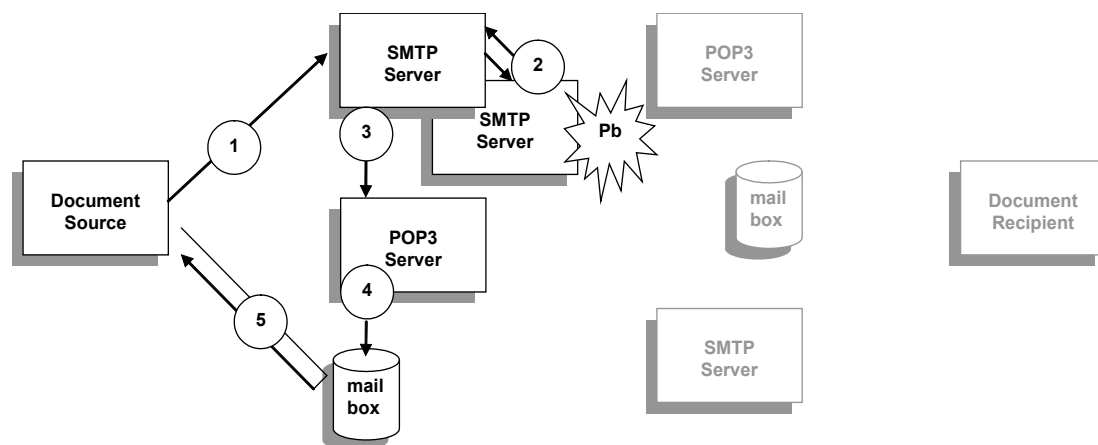 SMTP
Server
2
POP3
Server
SMTP
Server
Pb
3
1
Document
Source
mail
box
Document
Recipient
POP3
Server
4
5
SMTP
Server
mail
box